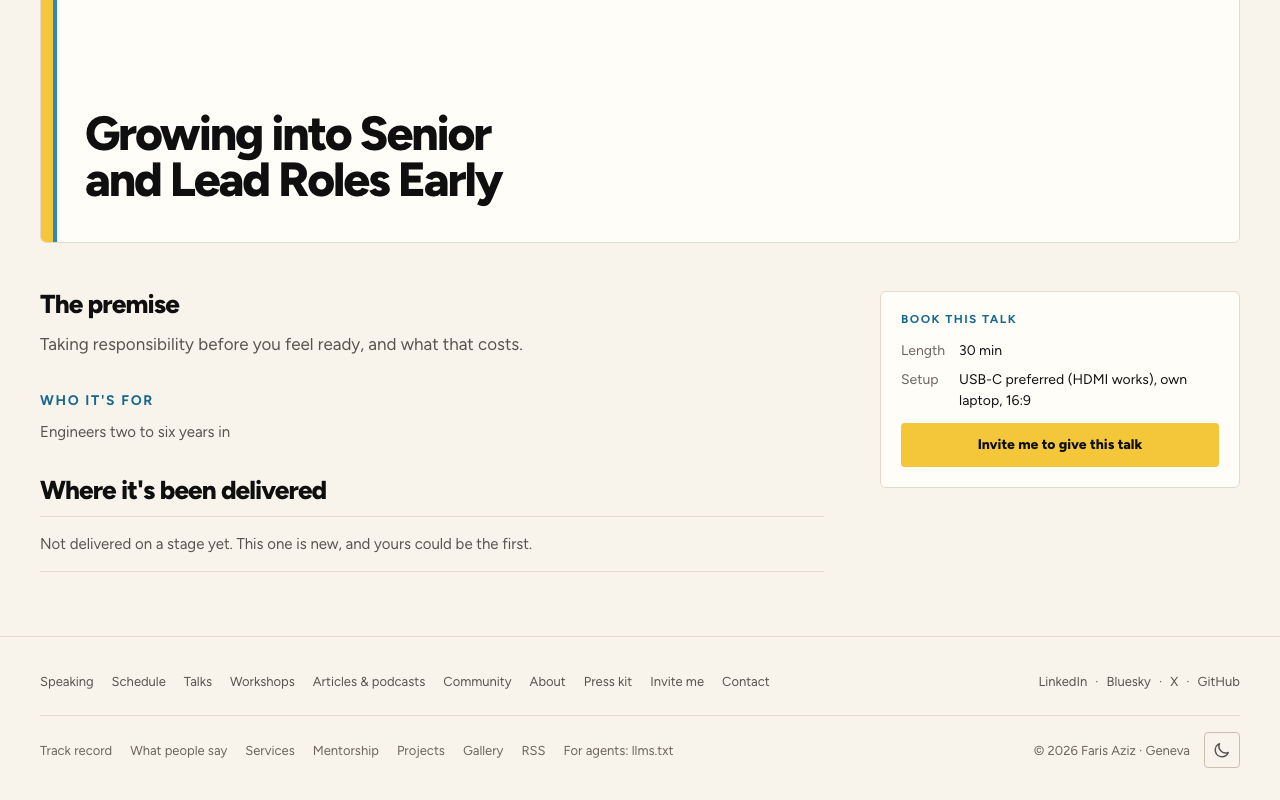 Growing into Senior
and Lead Roles Early
The premise
Taking responsibility before you feel ready, and what that costs.
WHO IT'S FOR
Engineers two to six years in
Where it's been delivered
Not delivered on a stage yet. This one is new, and yours could be the first.
BOOK THIS TALK
Length 30 min
Setup USB-C preferred (HDMI works), own
laptop, 16:9
Invite me to give this talk
Speaking Schedule Talks Workshops Articles & podcasts Community About Press kit Invite me Contact
LinkedIn · Bluesky · X · GitHub
Track record What people say Services Mentorship Projects Gallery RSS For agents: llms.txt
© 2026 Faris Aziz · Geneva